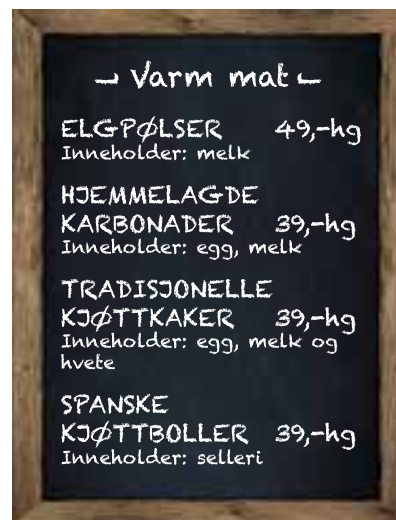 Varm mat
ELGPØLSER 49,-hg
Inneholder: melk
HJEMMELAGDE
KARBONADER 39,-hg
Inneholder: egg, melk
TRADISJONELLE
KJØTTKAKER 39,-hg
Inneholder: egg, melk og
hvete
SPANSKE
KJØTTBOLLER 39,-hg
Inneholder: selleri